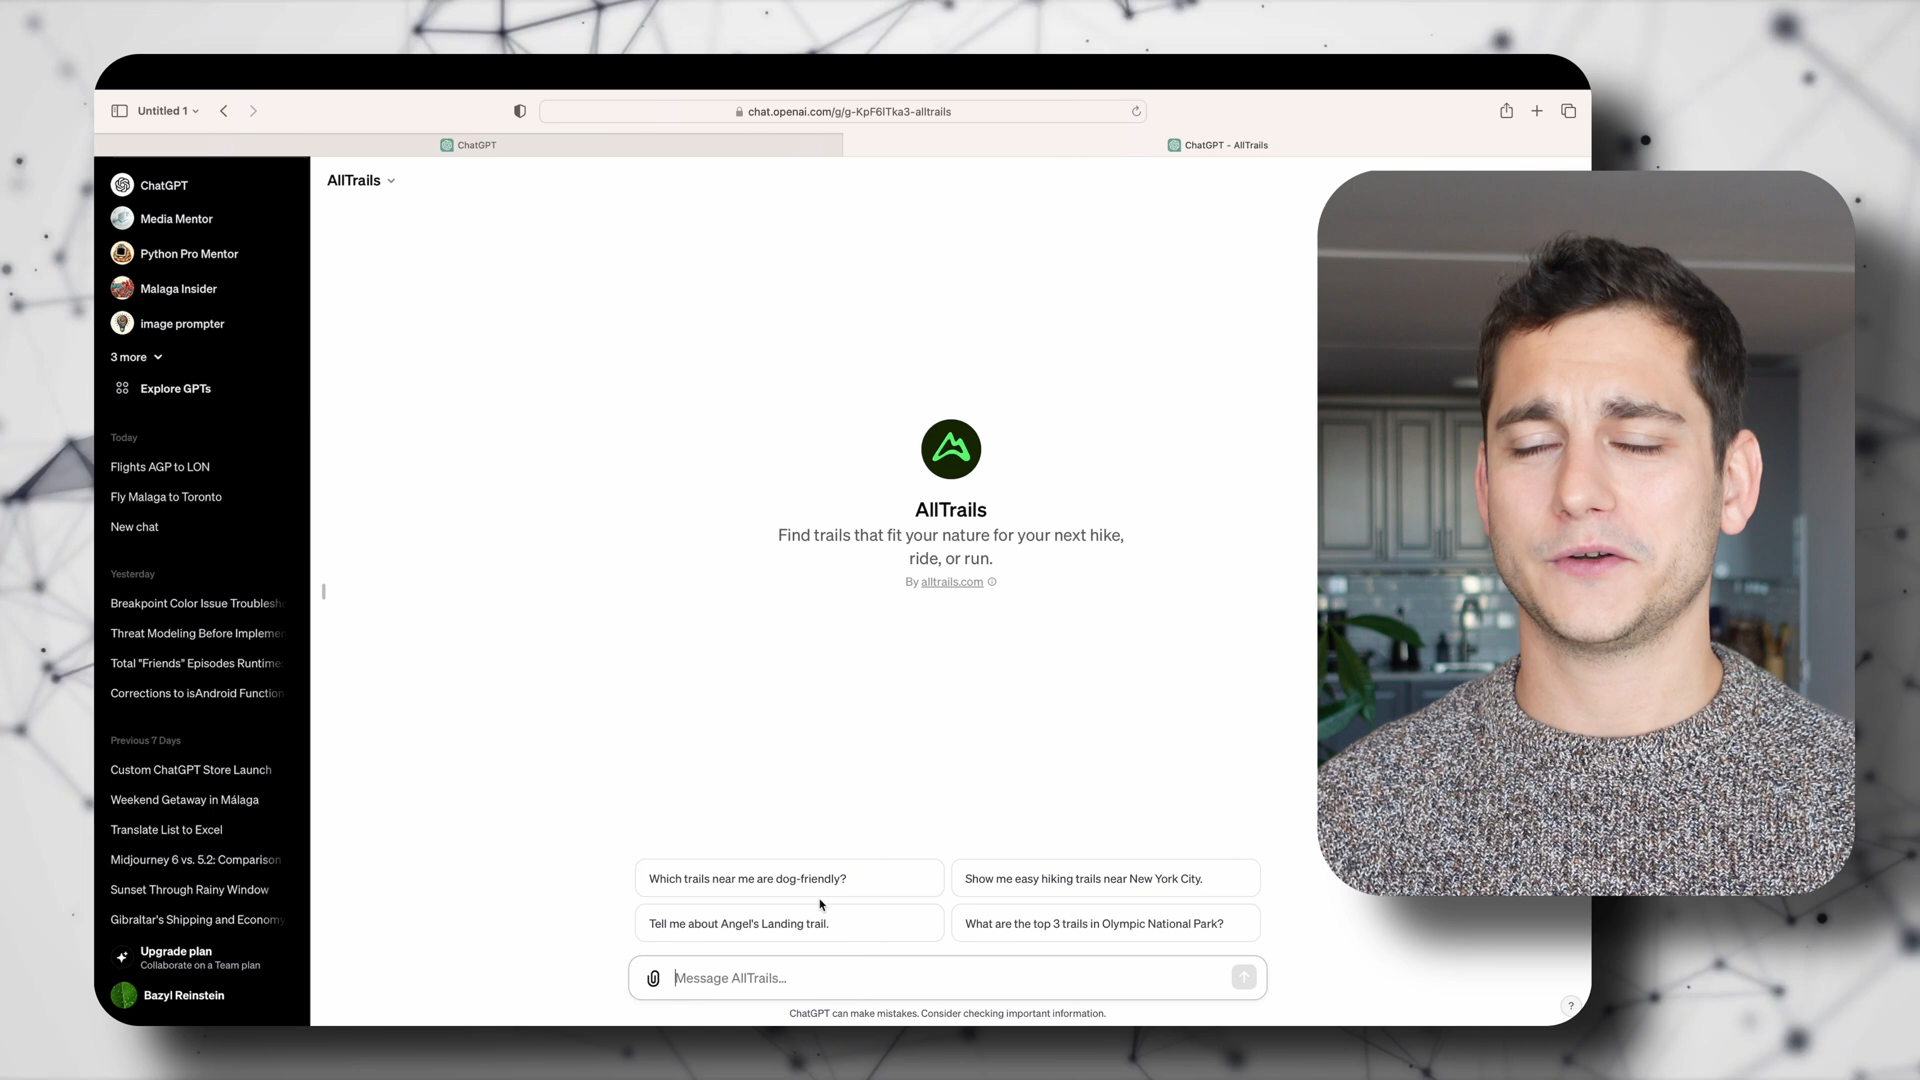 Untitled 1
chat.openai.com/g/g-KpF6lTka3-alltrails
ChatGPT
ChatGPT - AllTrails
ChatGPT
Media Mentor
Python Pro Mentor
Malaga Insider
image prompter
3 more
Explore GPTs
Today
Flights AGP to LON
Fly Malaga to Toronto
New chat
Yesterday
Breakpoint Color Issue Troublesh
Threat Modeling Before Implemen
Total "Friends" Episodes Runtime:
Corrections to isAndroid Function
Previous 7 Days
Custom ChatGPT Store Launch
Weekend Getaway in Málaga
Translate List to Excel
Midjourney 6 vs. 5.2: Comparison
Sunset Through Rainy Window
Gibraltar's Shipping and Economy
Upgrade plan
Collaborate on a Team plan
Bazyl Reinstein
AllTrails
AllTrails
Find trails that fit your nature for your next hike,
ride, or run.
By alltrails.com
Which trails near me are dog-friendly?
Show me easy hiking trails near New York City.
Tell me about Angel's Landing trail.
What are the top 3 trails in Olympic National Park?
Message AllTrails...
ChatGPT can make mistakes. Consider checking important information.
?